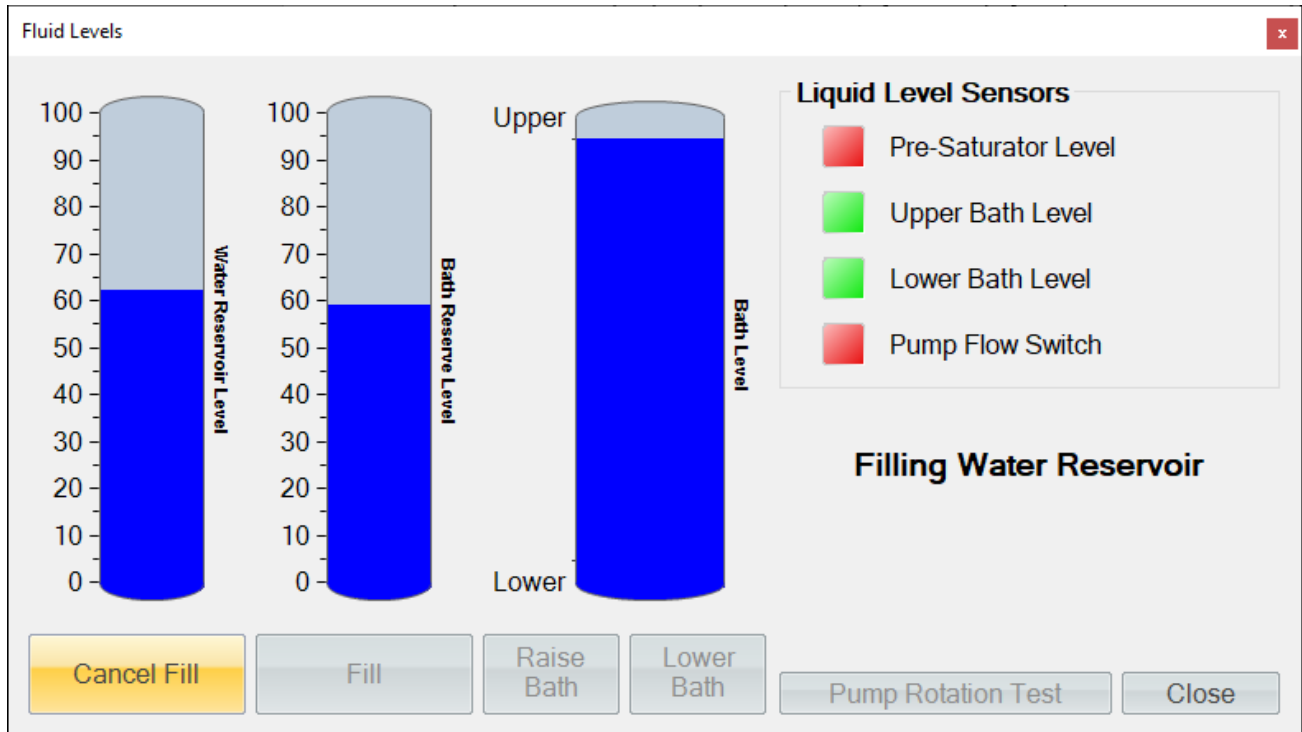 Fluid Levels
x
100
90
80
70
60
50
40
30
20
10
0
Water Reservoir Level
100
90
80
70
60
50
40
30
20
10
0
Bath Reserve Level
Upper
Lower
Bath Level
Liquid Level Sensors
Pre-Saturator Level
Upper Bath Level
Lower Bath Level
Pump Flow Switch
Filling Water Reservoir
Cancel Fill
Fill
Raise
Bath
Lower
Bath
Pump Rotation Test
Close